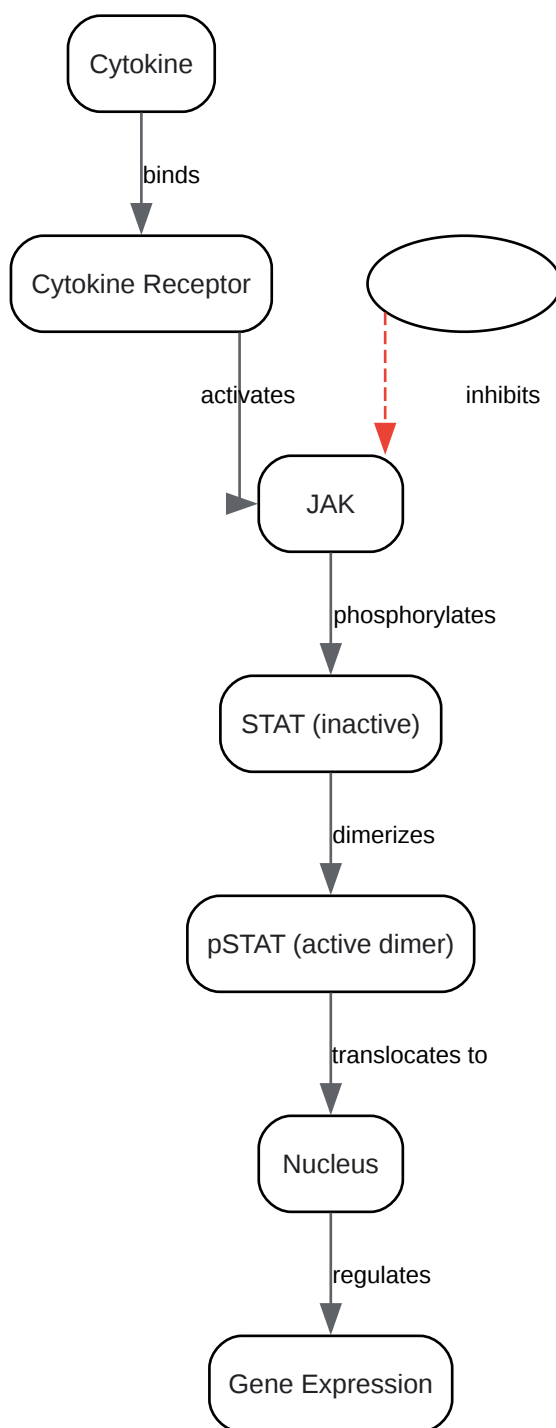 Cytokine
binds
Cytokine Receptor
activates
inhibits
JAK
phosphorylates
STAT (inactive)
dimerizes
pSTAT (active dimer)
translocates to
Nucleus
regulates
Gene Expression